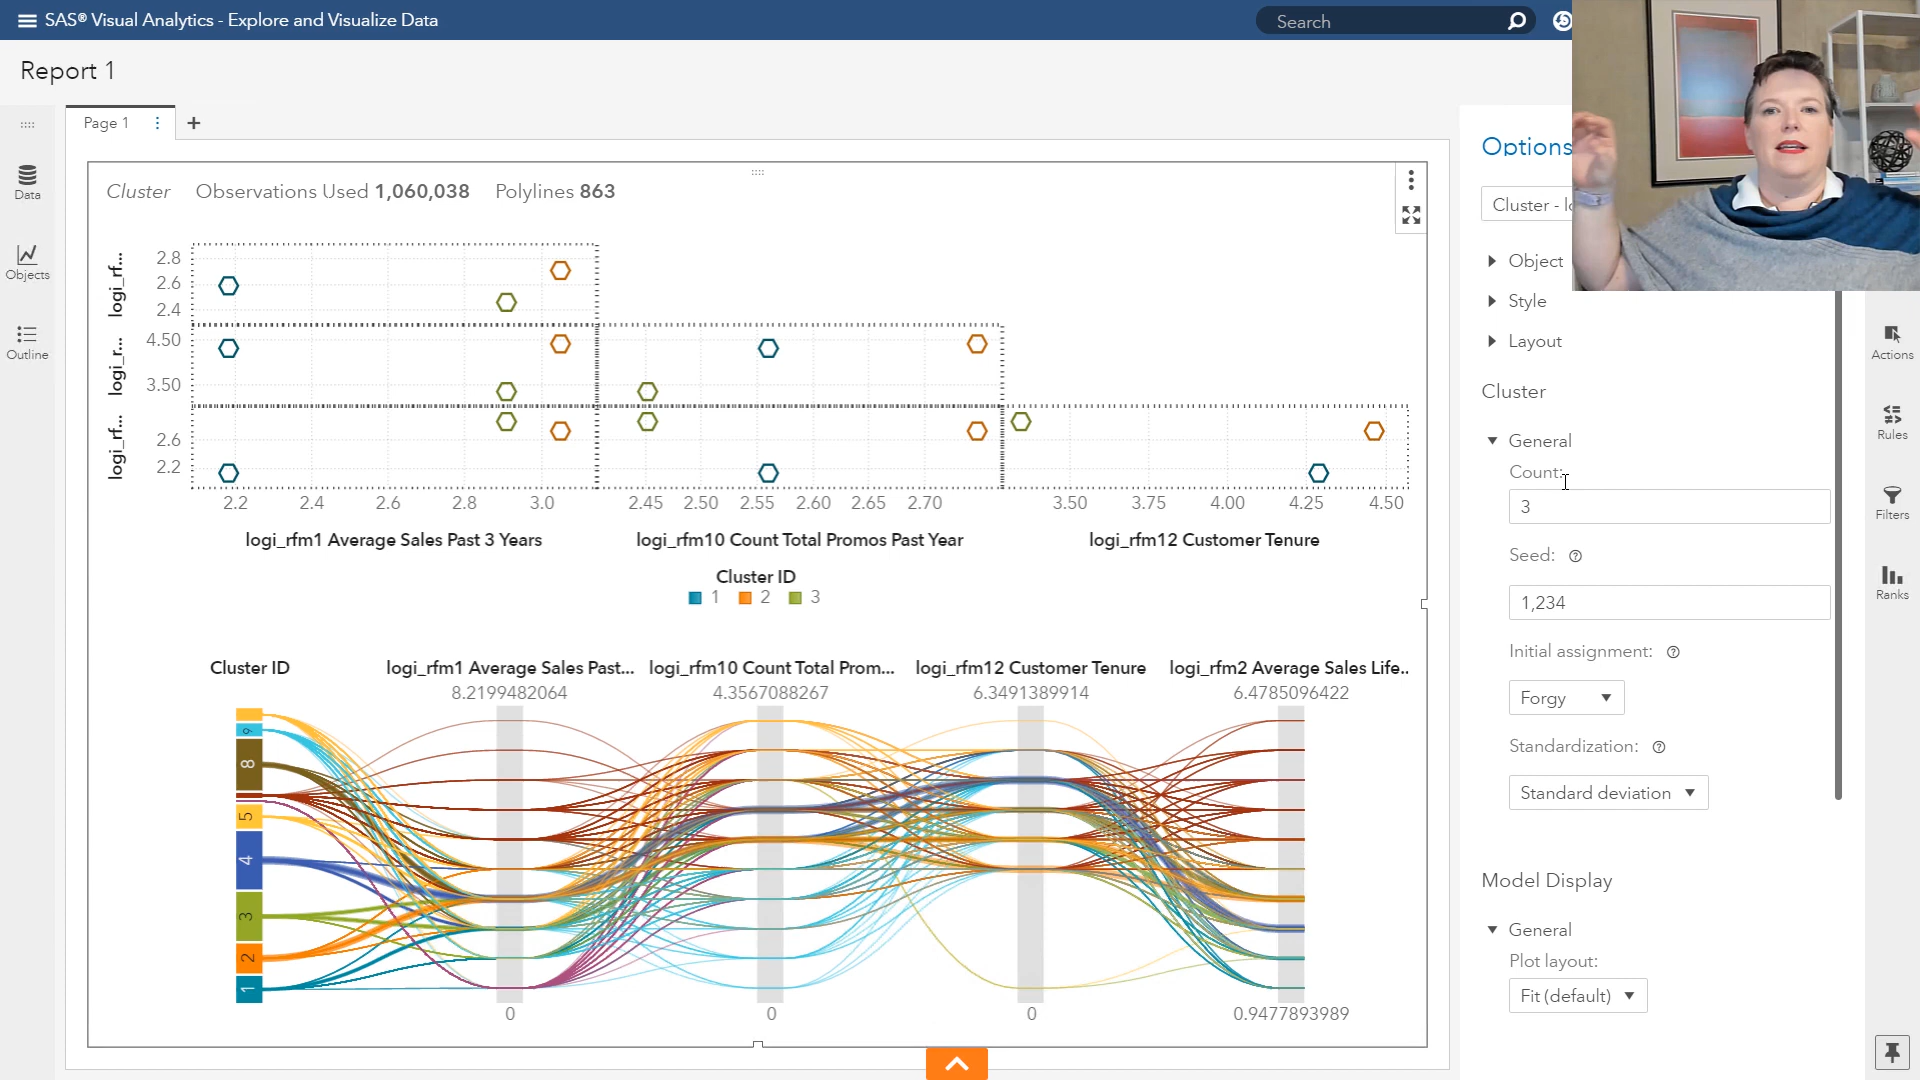 SAS® Visual Analytics - Explore and Visualize Data
Search
Report 1
Page 1
Data
Objects
Outline
Cluster Observations Used 1,060,038 Polylines 863
logi_rf...
2.8
2.6
2.4
logi_r...
4.50
3.50
logi_rf...
2.6
2.2
2.2 2.4 2.6 2.8 3.0 2.45 2.50 2.55 2.60 2.65 2.70 3.50 3.75 4.00 4.25 4.50
logi_rfm1 Average Sales Past 3 Years logi_rfm10 Count Total Promos Past Year logi_rfm12 Customer Tenure
Cluster ID
1 2 3
Cluster ID logi_rfm1 Average Sales Past... logi_rfm10 Count Total Prom... logi_rfm12 Customer Tenure logi_rfm2 Average Sales Life..
8.2199482064 4.3567088267 6.3491389914 6.4785096422
9
8
5
4
3
2
1
0 0 0 0.9477893989
Options
Cluster - lo
Object
Style
Layout
Cluster
General
Count:
3
Seed:
1,234
Initial assignment:
Forgy
Standardization:
Standard deviation
Model Display
General
Plot layout:
Fit (default)
Actions
Rules
Filters
Ranks